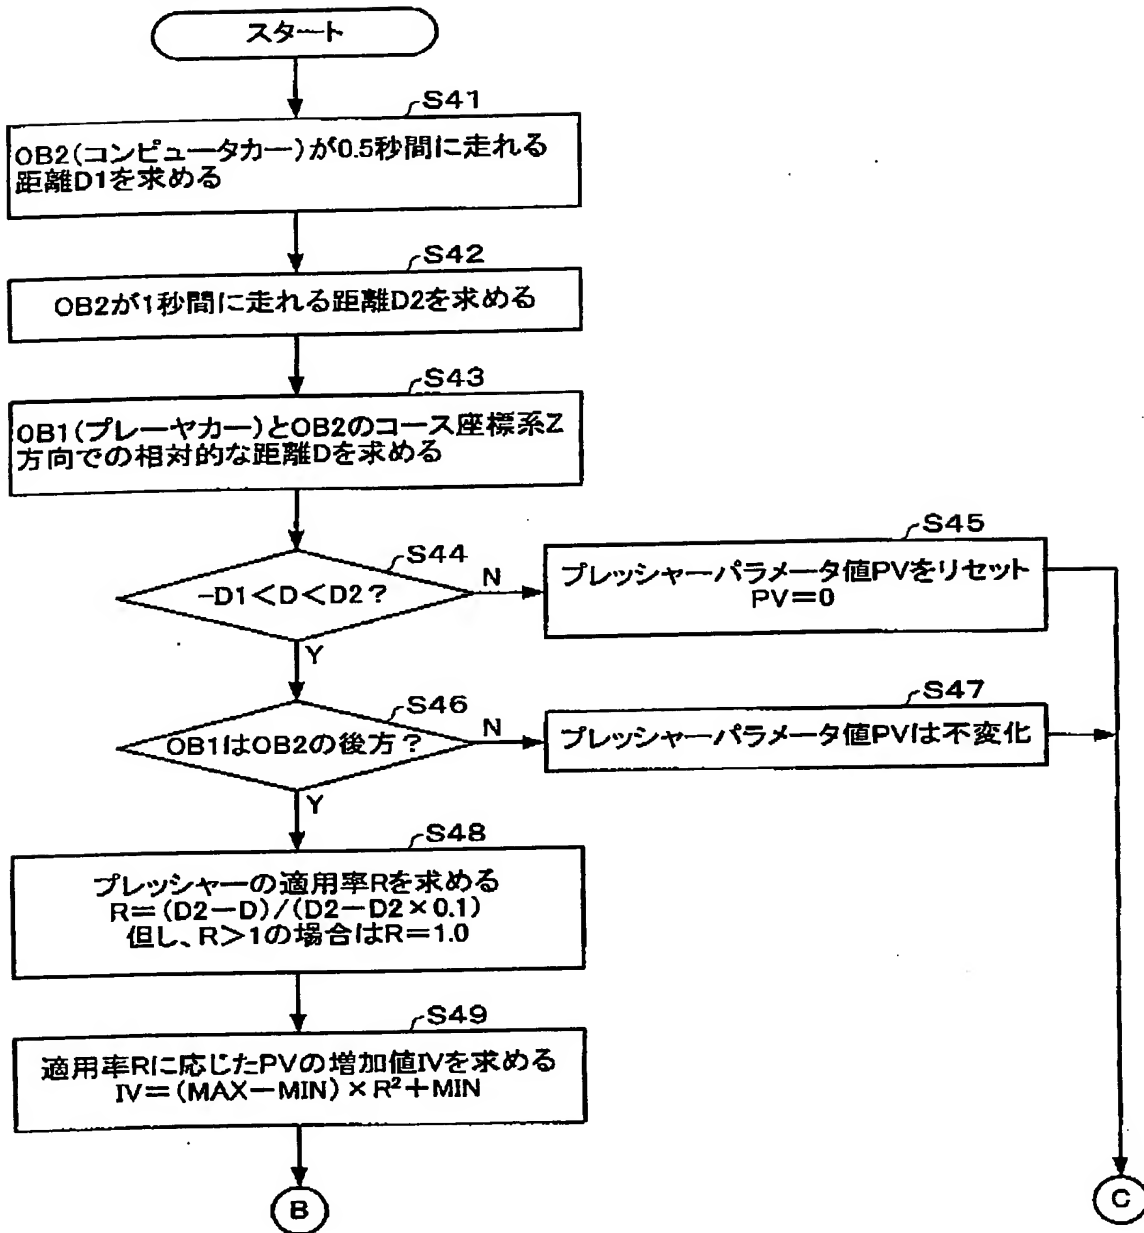 スタート
S41
OB2(コンピュータカー)が0.5秒間に走れる
距離D1を求める
S42
OB2が1秒間に走れる距離D2を求める
S43
OB1(プレーヤカー)とOB2のコース座標系Z
方向での相対的な距離Dを求める
S44
-D1<D<D2?
N
Y
S45
プレッシャーパラメータ値PVをリセット
PV=0
S46
OB1はOB2の後方?
N
Y
S47
プレッシャーパラメータ値PVは不変化
S48
プレッシャーの適用率Rを求める
R=(D2-D)/(D2-D2×0.1)
但し、R>1の場合はR=1.0
S49
適用率Rに応じたPVの増加値IVを求める
IV=(MAX-MIN)×R²+MIN
B
C